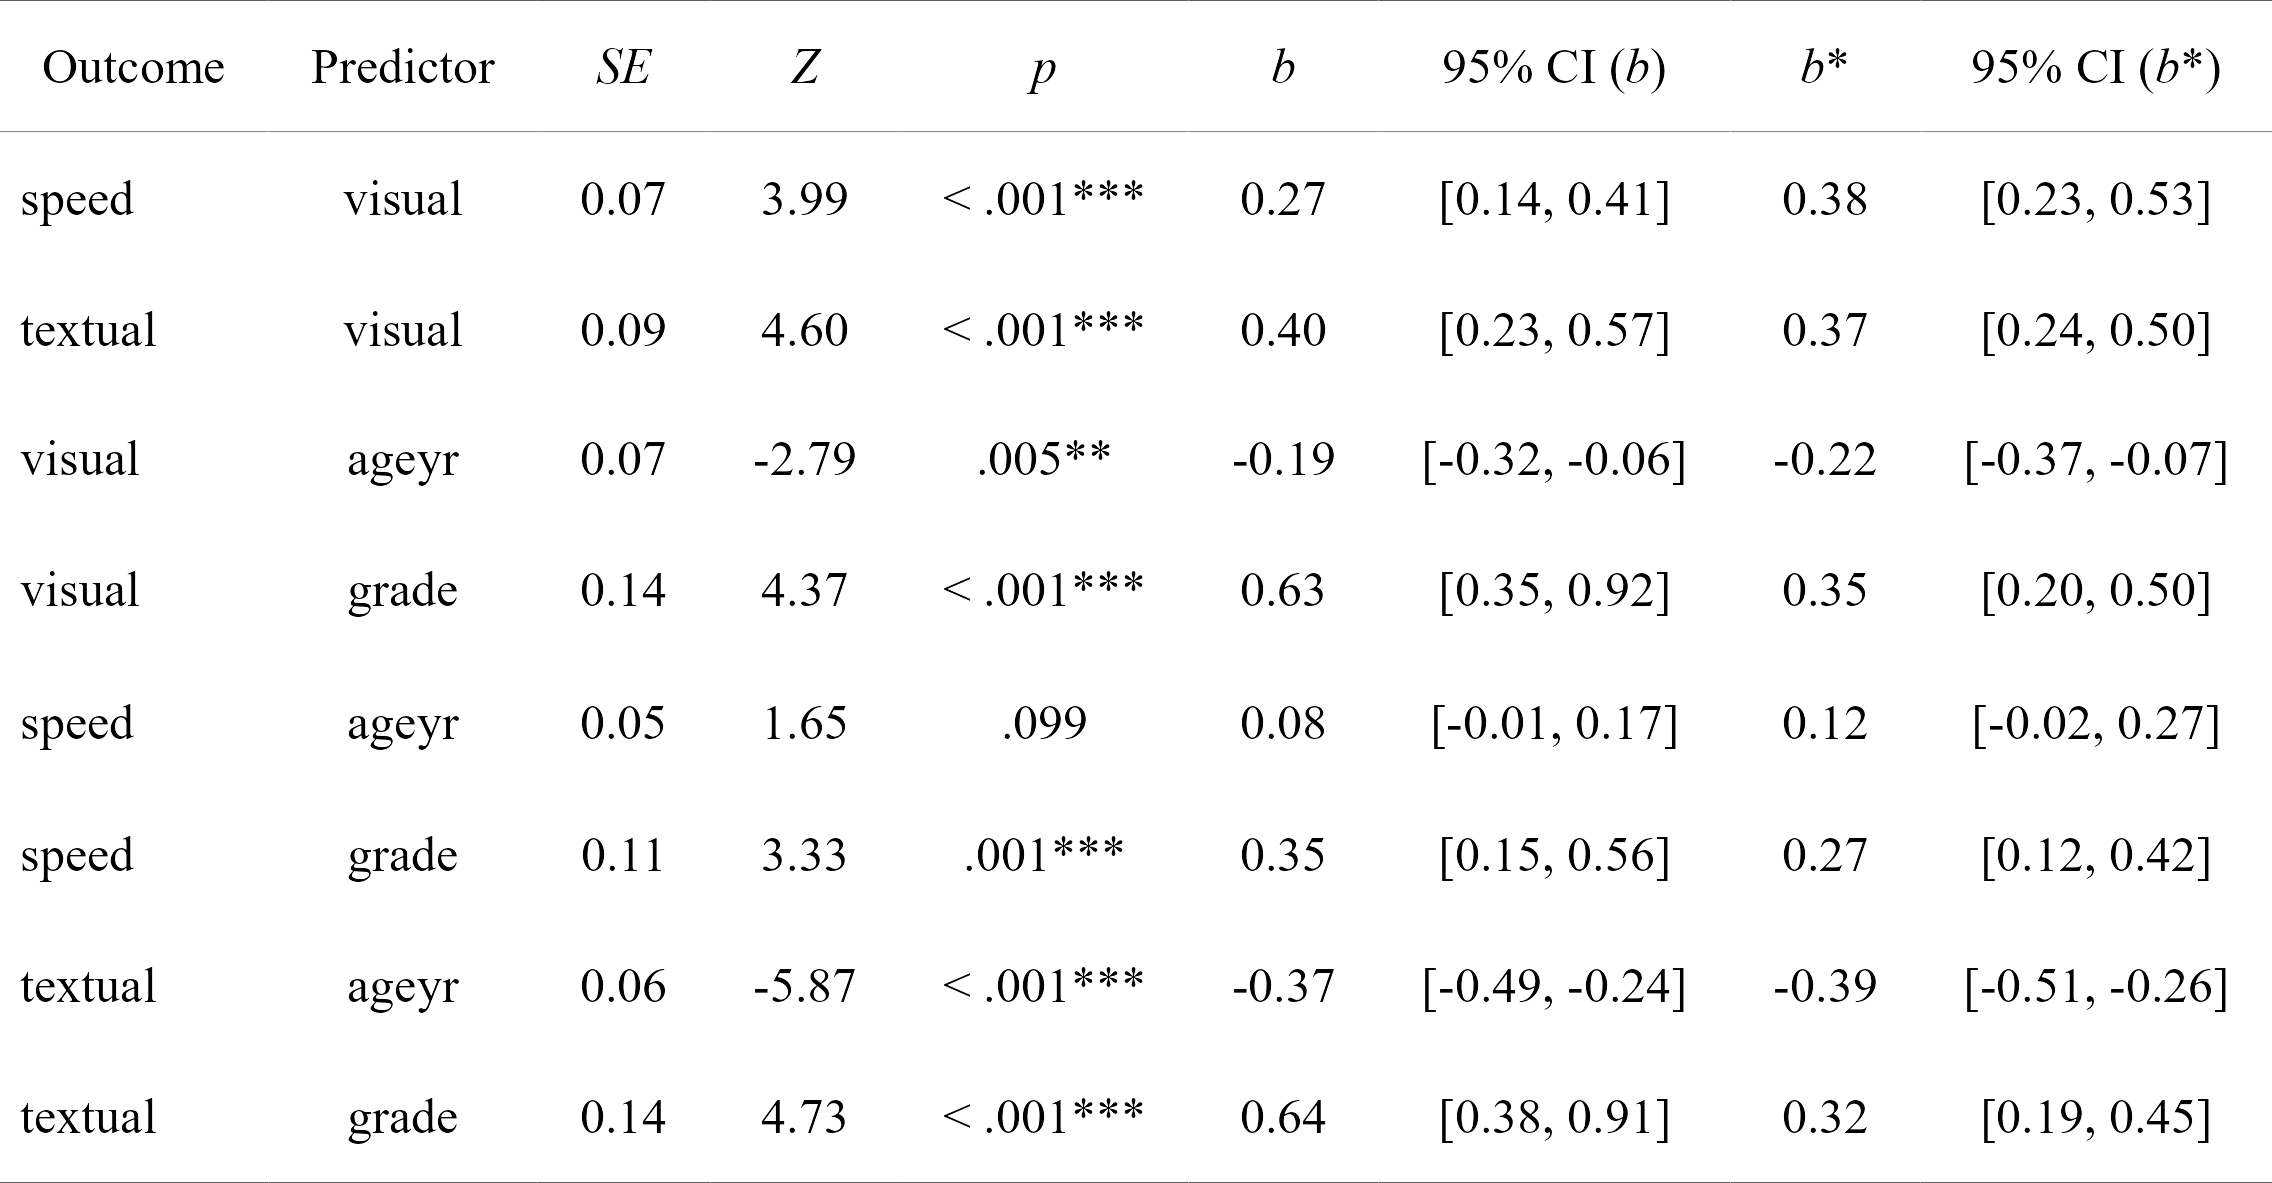 Outcome Predictor SE Z p b 95% CI (b) b* 95% CI (b*)
speed visual 0.07 3.99 < .001*** 0.27 [0.14, 0.41] 0.38 [0.23, 0.53]
textual visual 0.09 4.60 < .001*** 0.40 [0.23, 0.57] 0.37 [0.24, 0.50]
visual ageyr 0.07 -2.79 .005** -0.19 [-0.32, -0.06] -0.22 [-0.37, -0.07]
visual grade 0.14 4.37 < .001*** 0.63 [0.35, 0.92] 0.35 [0.20, 0.50]
speed ageyr 0.05 1.65 .099 0.08 [-0.01, 0.17] 0.12 [-0.02, 0.27]
speed grade 0.11 3.33 .001*** 0.35 [0.15, 0.56] 0.27 [0.12, 0.42]
textual ageyr 0.06 -5.87 < .001*** -0.37 [-0.49, -0.24] -0.39 [-0.51, -0.26]
textual grade 0.14 4.73 < .001*** 0.64 [0.38, 0.91] 0.32 [0.19, 0.45]